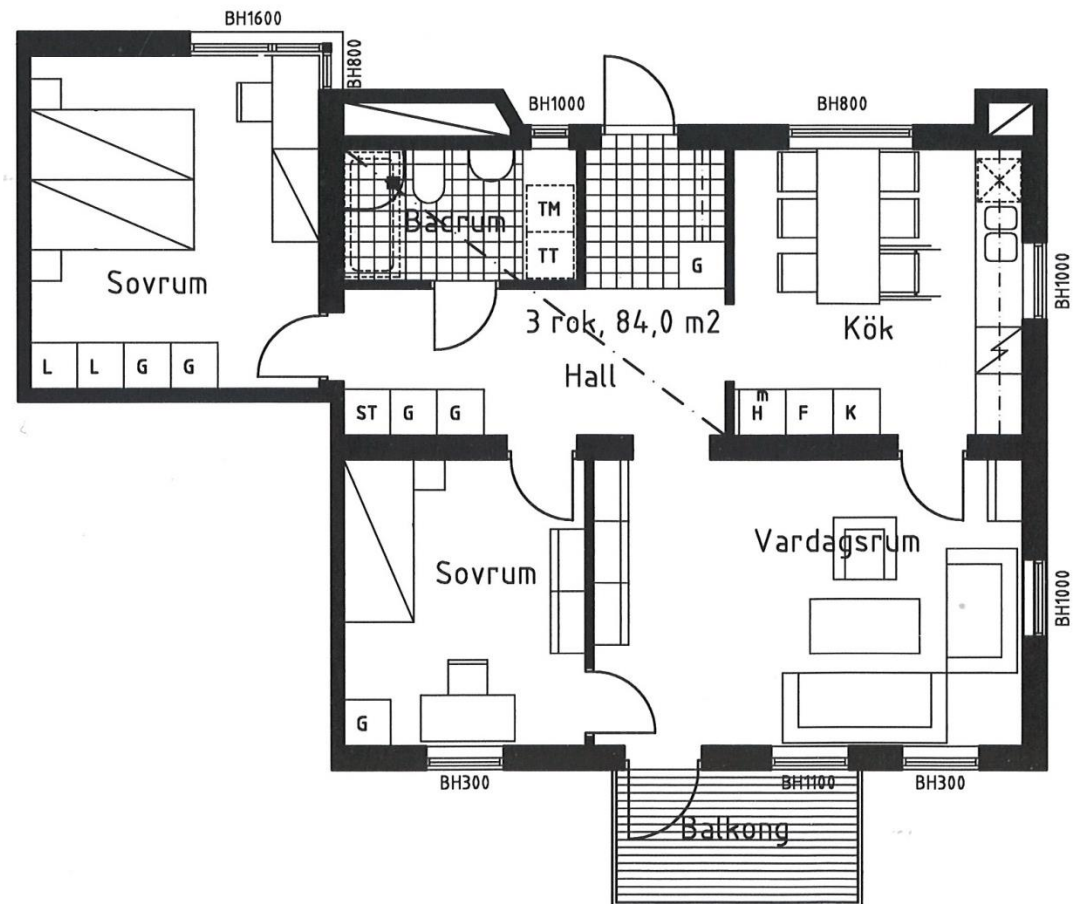 BH1600
BH800
BH1000
BH800
TM
Badrum
TT
G
Sovrum
BH1000
3 rok, 84,0 m2
Kök
Hall
L L G G
ST G G
m
H F K
Vardagsrum
Sovrum
BH1000
G
BH300
BH1100
BH300
Balkong